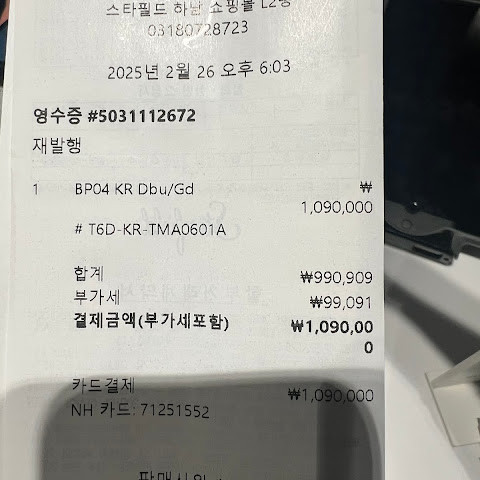 스타필드 하남 쇼핑몰 L2층
03180728723
2025년 2월 26 오후 6:03
영수증 #5031112672
재발행
1 BP04 KR Dbu/Gd ₩
1,090,000
# T6D-KR-TMA0601A
합계 ₩990,909
부가세 ₩99,091
결제금액(부가세포함) ₩1,090,00
0
카드결제 ₩1,090,000
NH 카드: 71251552